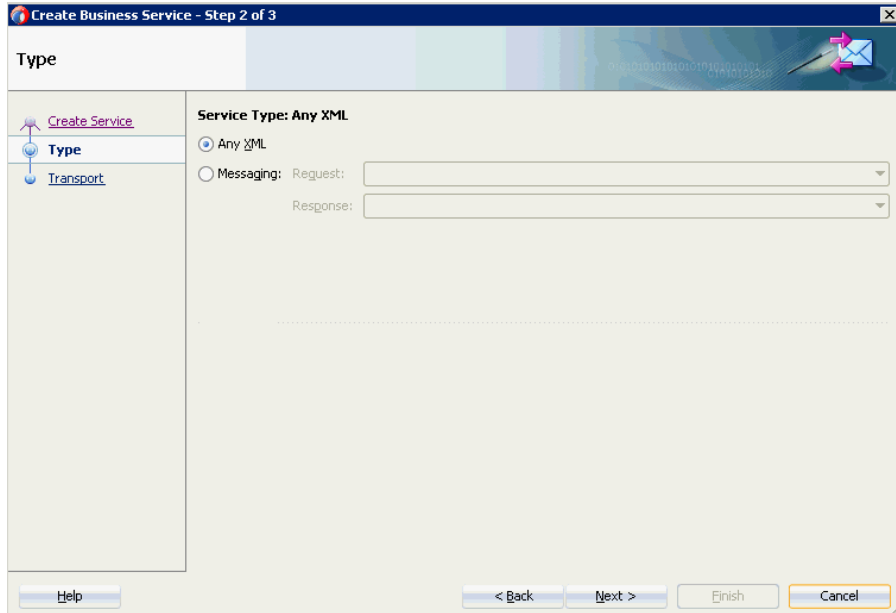 Create Business Service - Step 2 of 3
Type
Create Service
Type
Transport
Service Type: Any XML
Any XML
Messaging: Request:
Response:
Help
< Back
Next >
Finish
Cancel